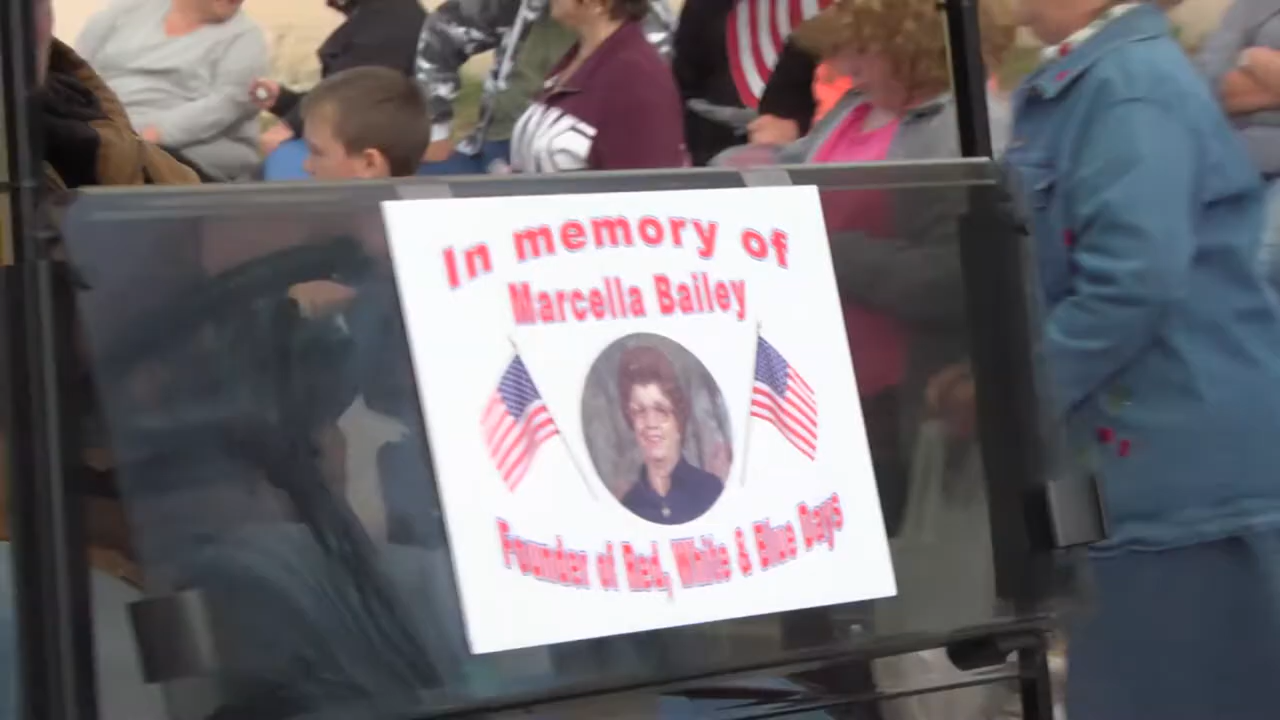 In memory of
Marcella Bailey
Founder of Red, White & Blue Days